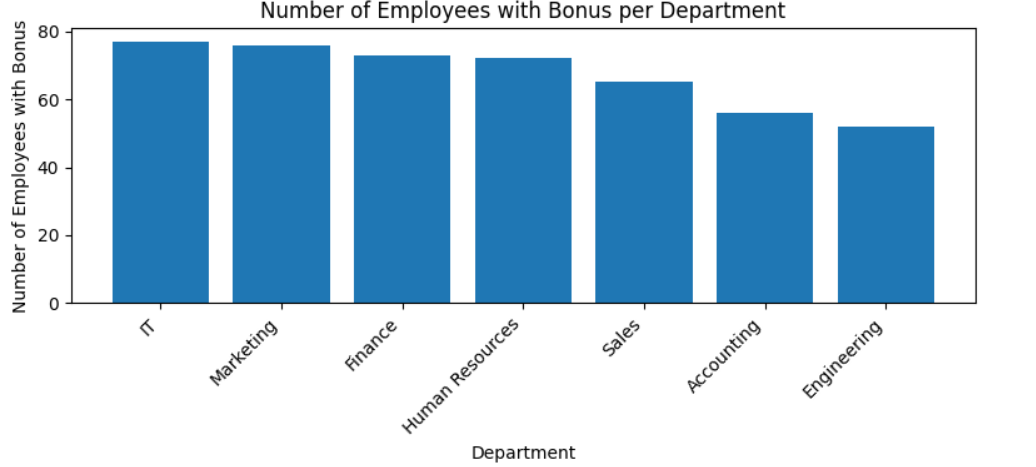 Number of Employees with Bonus per Department
Number of Employees with Bonus
80
60
40
20
0
IT
Marketing
Finance
Human Resources
Sales
Accounting
Engineering
Department